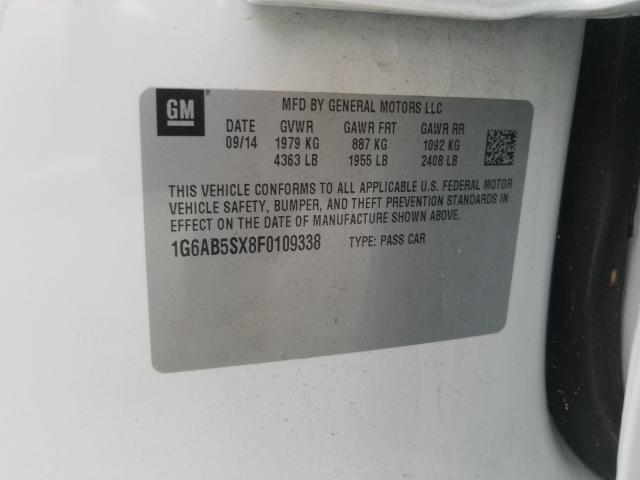 GM
MFD BY GENERAL MOTORS LLC
DATE GVWR GAWR FRT GAWR RR
09/14 1979 KG 887 KG 1092 KG
4363 LB 1955 LB 2408 LB
THIS VEHICLE CONFORMS TO ALL APPLICABLE U.S. FEDERAL MOTOR
VEHICLE SAFETY, BUMPER, AND THEFT PREVENTION STANDARDS IN
EFFECT ON THE DATE OF MANUFACTURE SHOWN ABOVE.
1G6AB5SX8F0109338 TYPE: PASS CAR